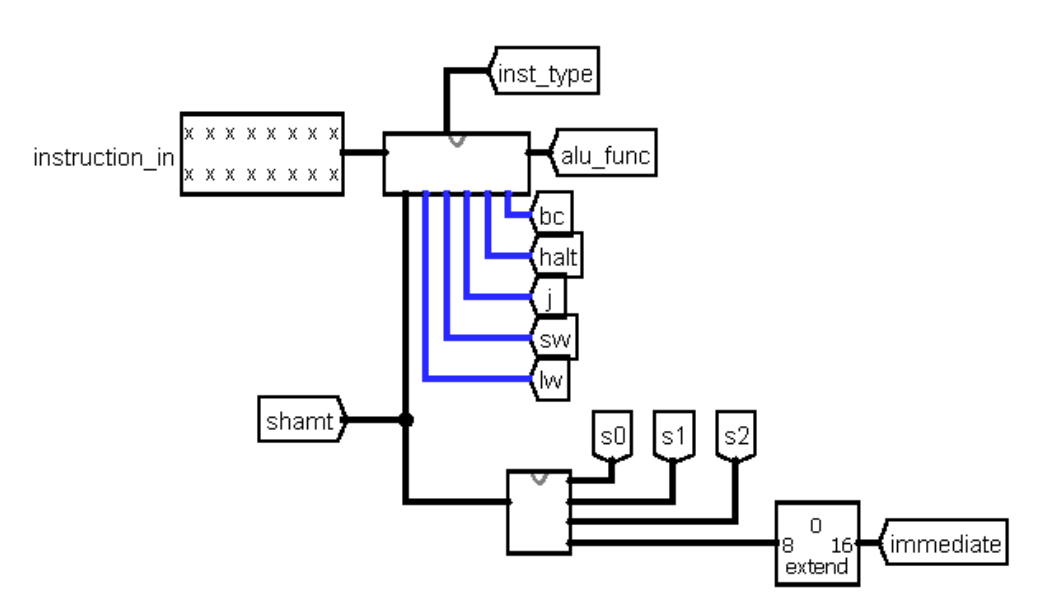 inst_type
x x x x x x x x
instruction_in
x x x x x x x x
alu_func
bc
halt
j
sw
lw
shamt
s0 s1 s2
0
8 16
extend
immediate